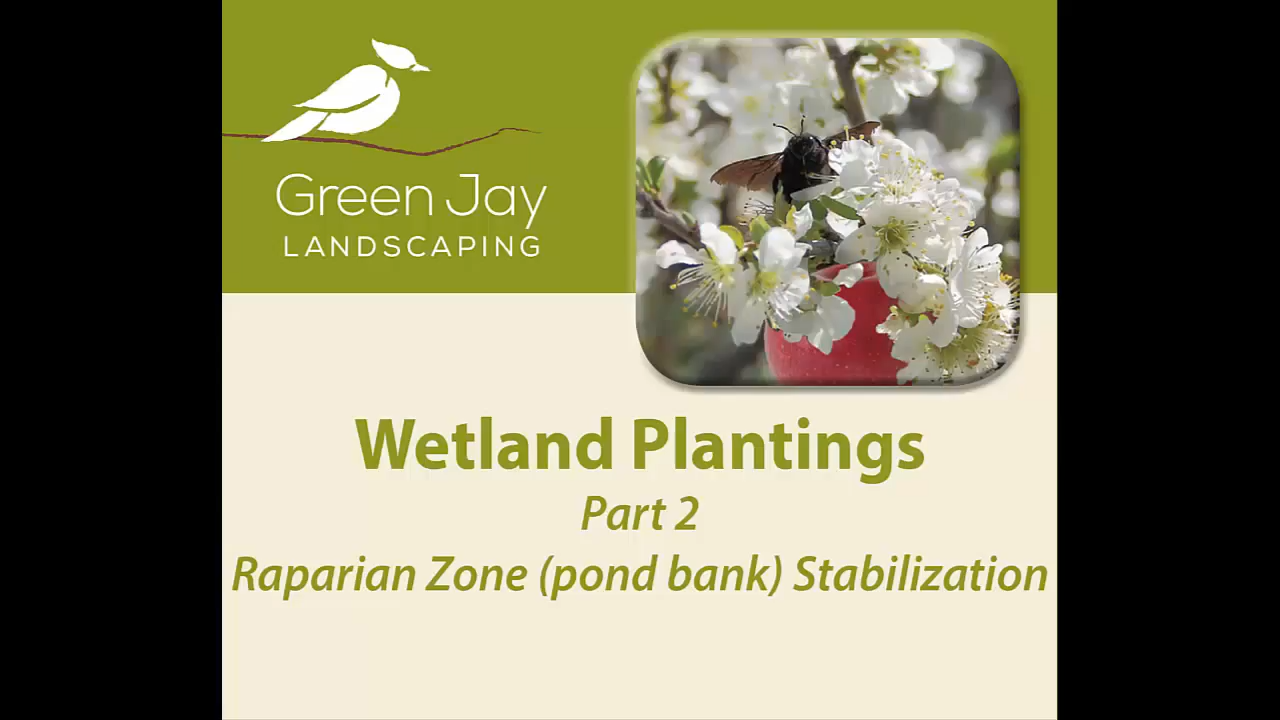 Green Jay
LANDSCAPING
Wetland Plantings
Part 2
Raparian Zone (pond bank) Stabilization